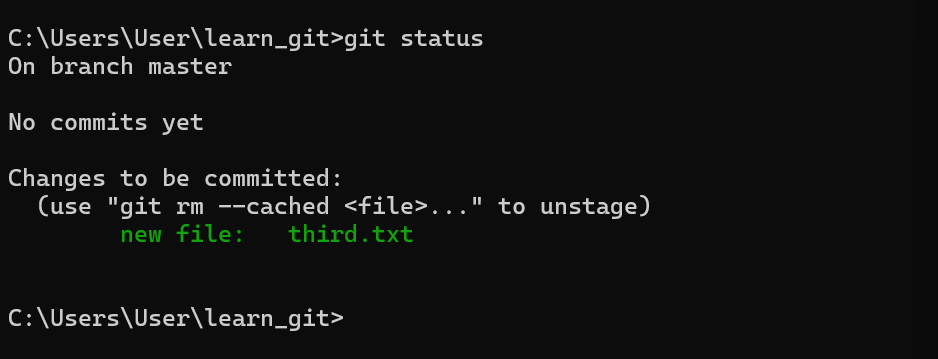 C:\Users\User\learn_git>git status
On branch master
No commits yet
Changes to be committed:
  (use "git rm --cached <file>..." to unstage)
        new file:   third.txt
C:\Users\User\learn_git>